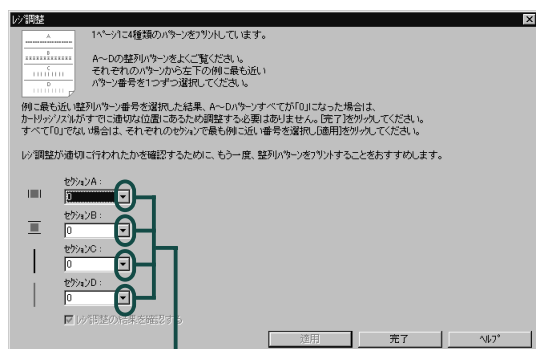 ﾚｼﾞ調整
A
B
C
D
1ﾍﾟｰｼﾞに4種類のﾊﾟﾀｰﾝをﾌﾟﾘﾝﾄしています。
A～Dの整列ﾊﾟﾀｰﾝをよくご覧ください。
それぞれのﾊﾟﾀｰﾝから左下の例に最も近い
ﾊﾟﾀｰﾝ番号を1つずつ選択してください。
例に最も近い整列ﾊﾟﾀｰﾝ番号を選択した結果、A～Dﾊﾟﾀｰﾝすべてが｢0｣になった場合は、
ｶｰﾄﾘｯｼﾞﾉｽﾞﾙがすでに適切な位置にあるため調整する必要はありません。[完了]をｸﾘｯｸしてください。
すべて｢0｣でない場合は、それぞれのｾｸｼｮﾝで最も例に近い番号を選択し[適用]をｸﾘｯｸしてください。
ﾚｼﾞ調整が適切に行われたかを確認するために、もう一度、整列ﾊﾟﾀｰﾝをﾌﾟﾘﾝﾄすることをおすすめします。
ｾｸｼｮﾝA：
0
ｾｸｼｮﾝB：
0
ｾｸｼｮﾝC：
0
ｾｸｼｮﾝD：
0
ﾚｼﾞ調整の結果を確認する
適用
完了
ﾍﾙﾌﾟ